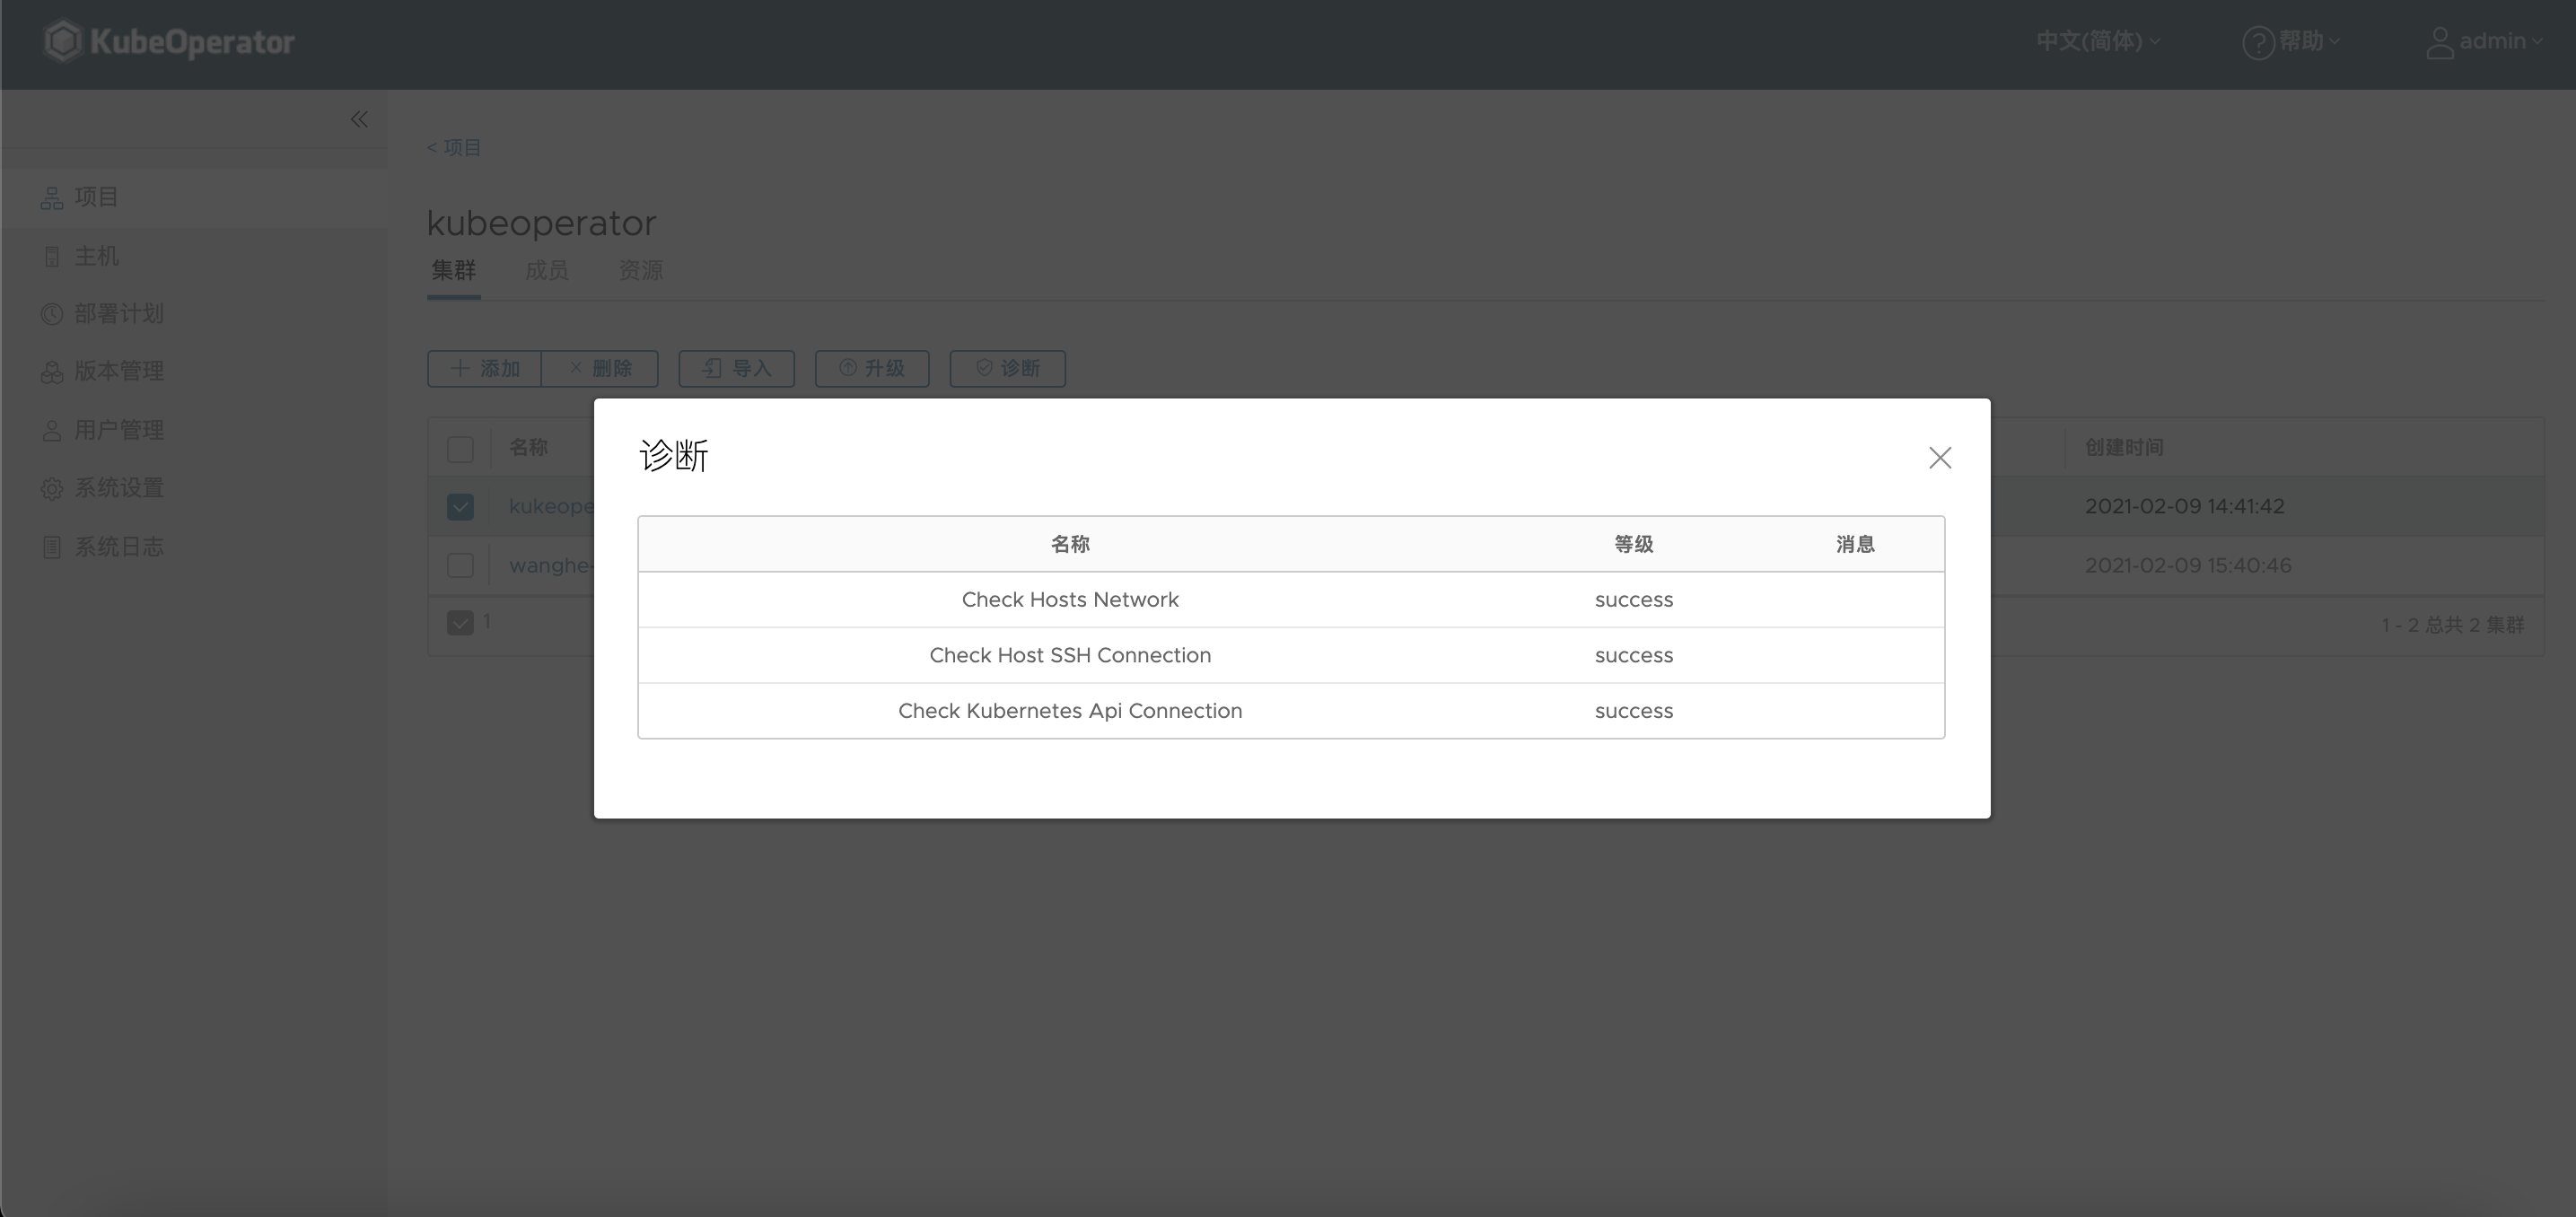 KubeOperator 中文(简体) 帮助 admin
< 项目
项目
主机
部署计划
版本管理
用户管理
系统设置
系统日志
kubeoperator
集群 成员 资源
添加 删除 导入 升级 诊断
名称 创建时间
kukeope 2021-02-09 14:41:42
wanghe- 2021-02-09 15:40:46
1 1 - 2 总共 2 集群
诊断
名称 等级 消息
Check Hosts Network success
Check Host SSH Connection success
Check Kubernetes Api Connection success